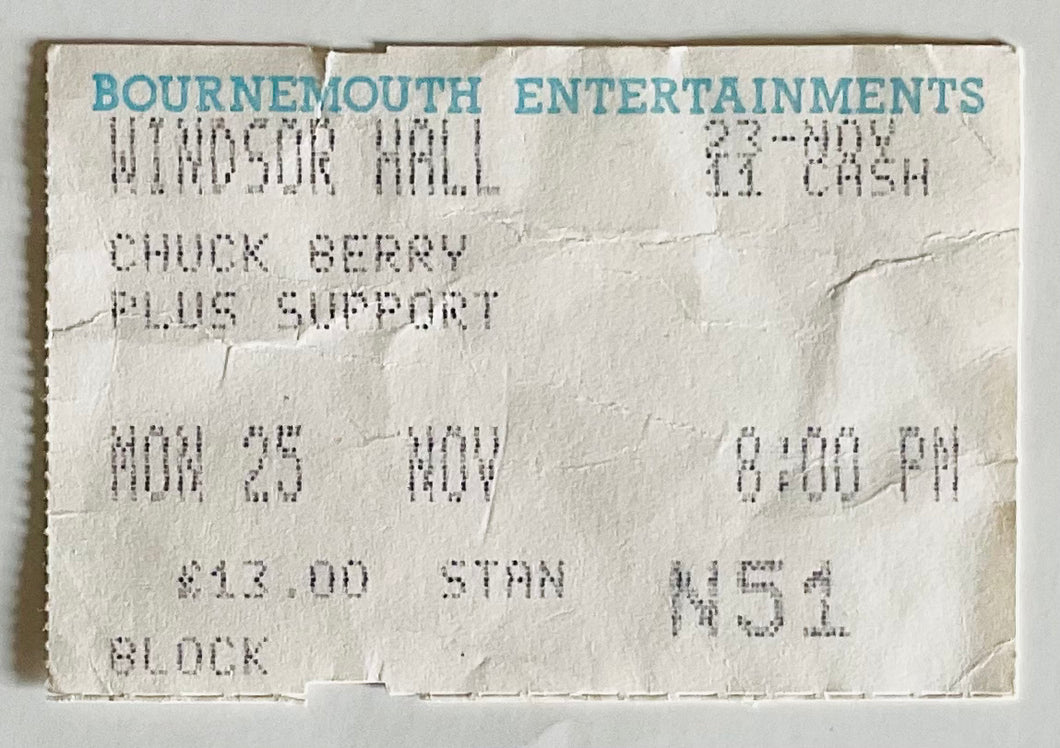 BOURNEMOUTH ENTERTAINMENTS
WINDSOR HALL 23-NOV
11 CASH
CHUCK BERRY
PLUS SUPPORT
MON 25 NOV 8:00 PM
£13.00 STAN N51
BLOCK